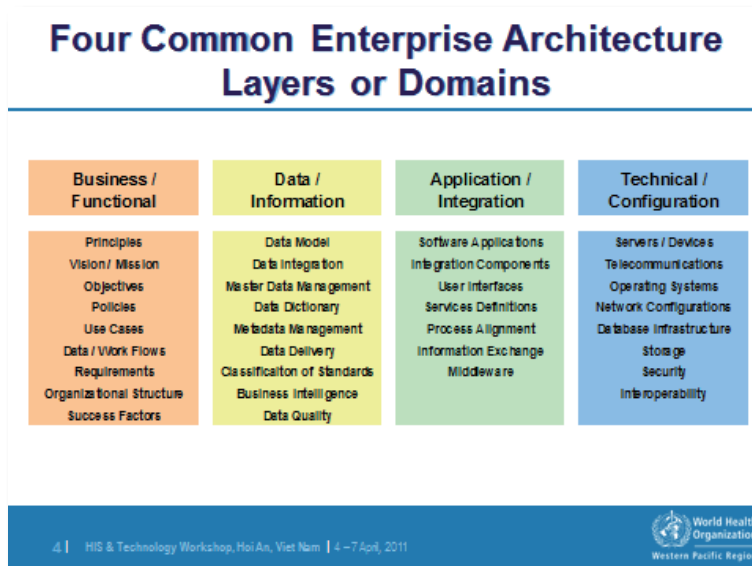 Four Common Enterprise Architecture
Layers or Domains
Business /
Functional
Principles
Vision / Mission
Objectives
Policies
Use Cases
Data / Work Flows
Requirements
Organizational Structure
Success Factors
Data /
Information
Data Model
Data Integration
Master Data Management
Data Dictionary
Metadata Management
Data Delivery
Classificaiton of Standards
Business Intelligence
Data Quality
Application /
Integration
Software Applications
Integration Components
User Interfaces
Services Definitions
Process Alignment
Information Exchange
Middleware
Technical /
Configuration
Servers / Devices
Telecommunications
Operating Systems
Network Configurations
Database Infrastructure
Storage
Security
Interoperability
4 | HIS & Technology Workshop, Hoi An, Viet Nam | 4 – 7 April, 2011
World Healt
Organizatio
Western Pacific Regio